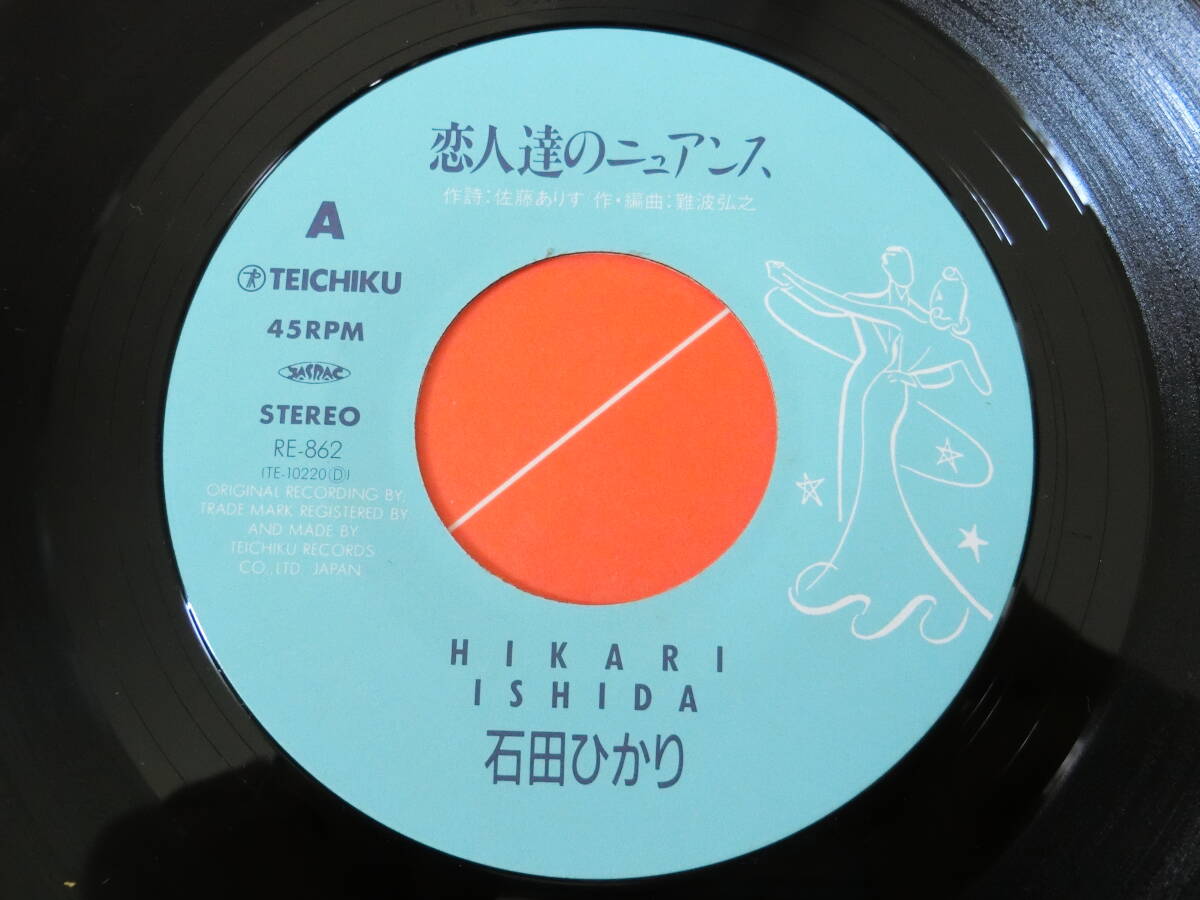 恋人達のニュアンス
作詩：佐藤ありす 作・編曲：難波弘之
A
TEICHIKU
45RPM
JASRAC
STEREO
RE-862
(TE-10220Ⓓ)
ORIGINAL RECORDING BY,
TRADE MARK REGISTERED BY
AND MADE BY
TEICHIKU RECORDS
CO.,LTD. JAPAN
HIKARI
ISHIDA
石田ひかり